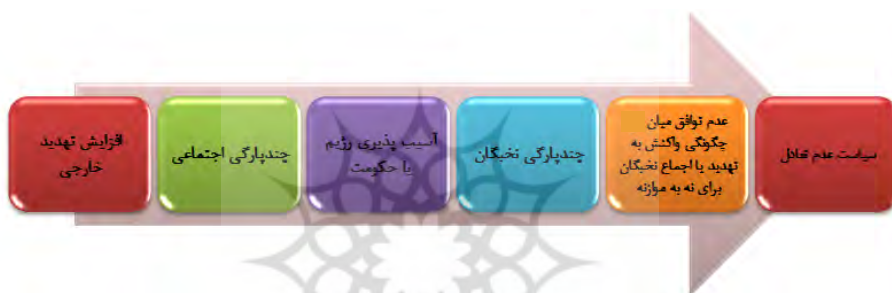 افزایش تهدید
خارجی
چندپارگی اجتماعی
آسیب پذیری رژیم
یا حکومت
چندپارگی نخبگان
عدم توافق میان
چگونگی واکنش به
تهدید یا اجماع نخبگان
برای نه به موازنه
سیاست عدم تعادل